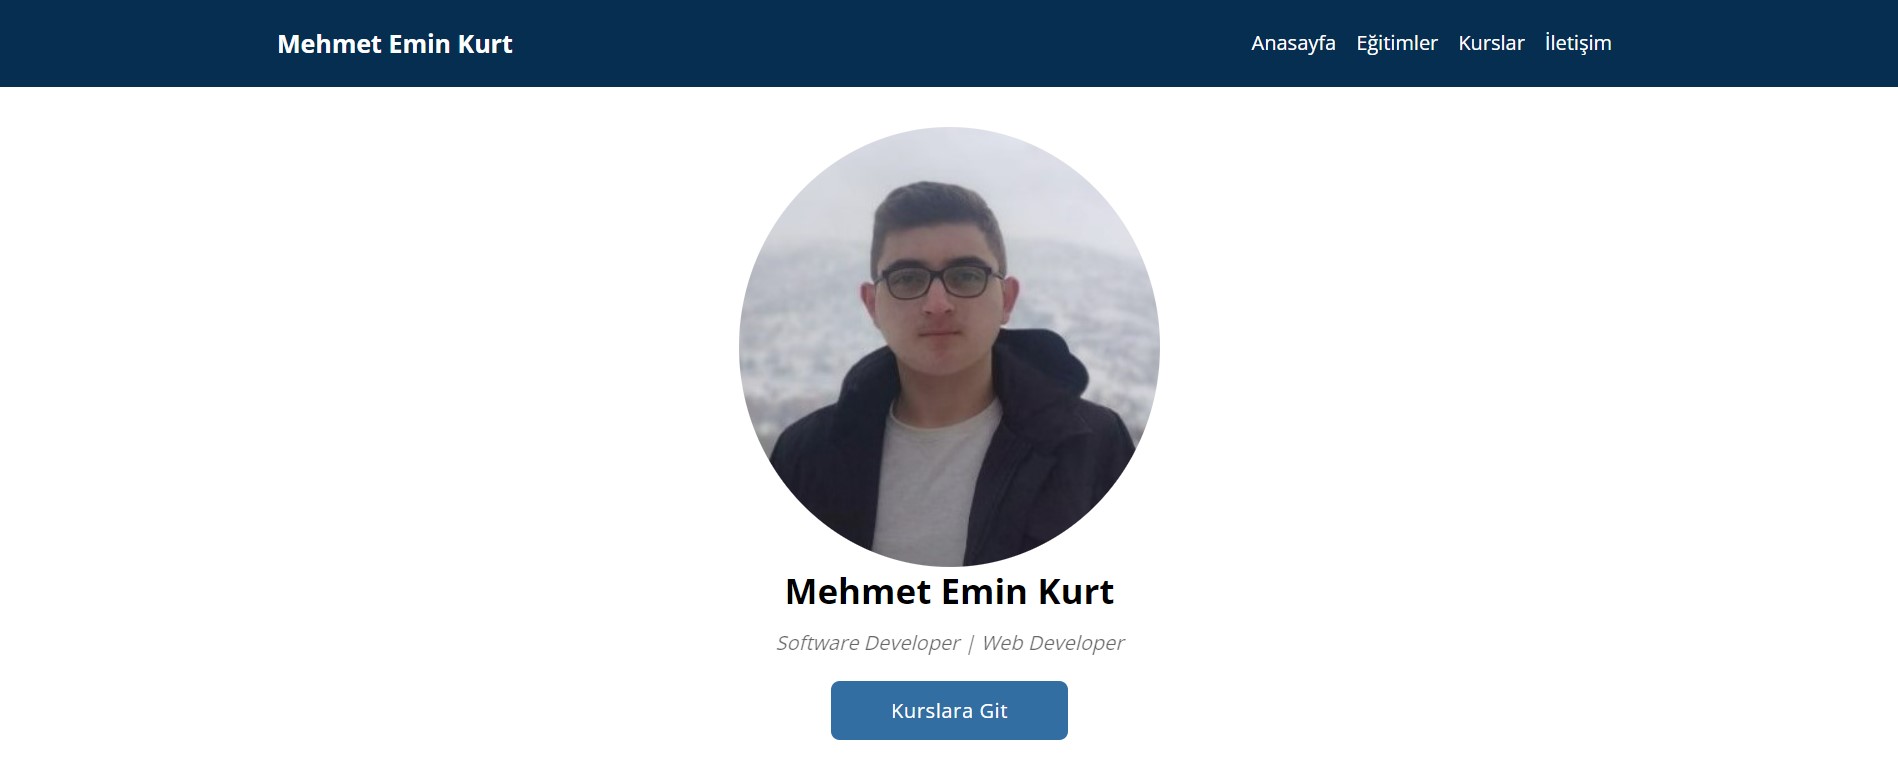 Mehmet Emin Kurt
Anasayfa Eğitimler Kurslar İletişim
Mehmet Emin Kurt
Software Developer | Web Developer
Kurslara Git